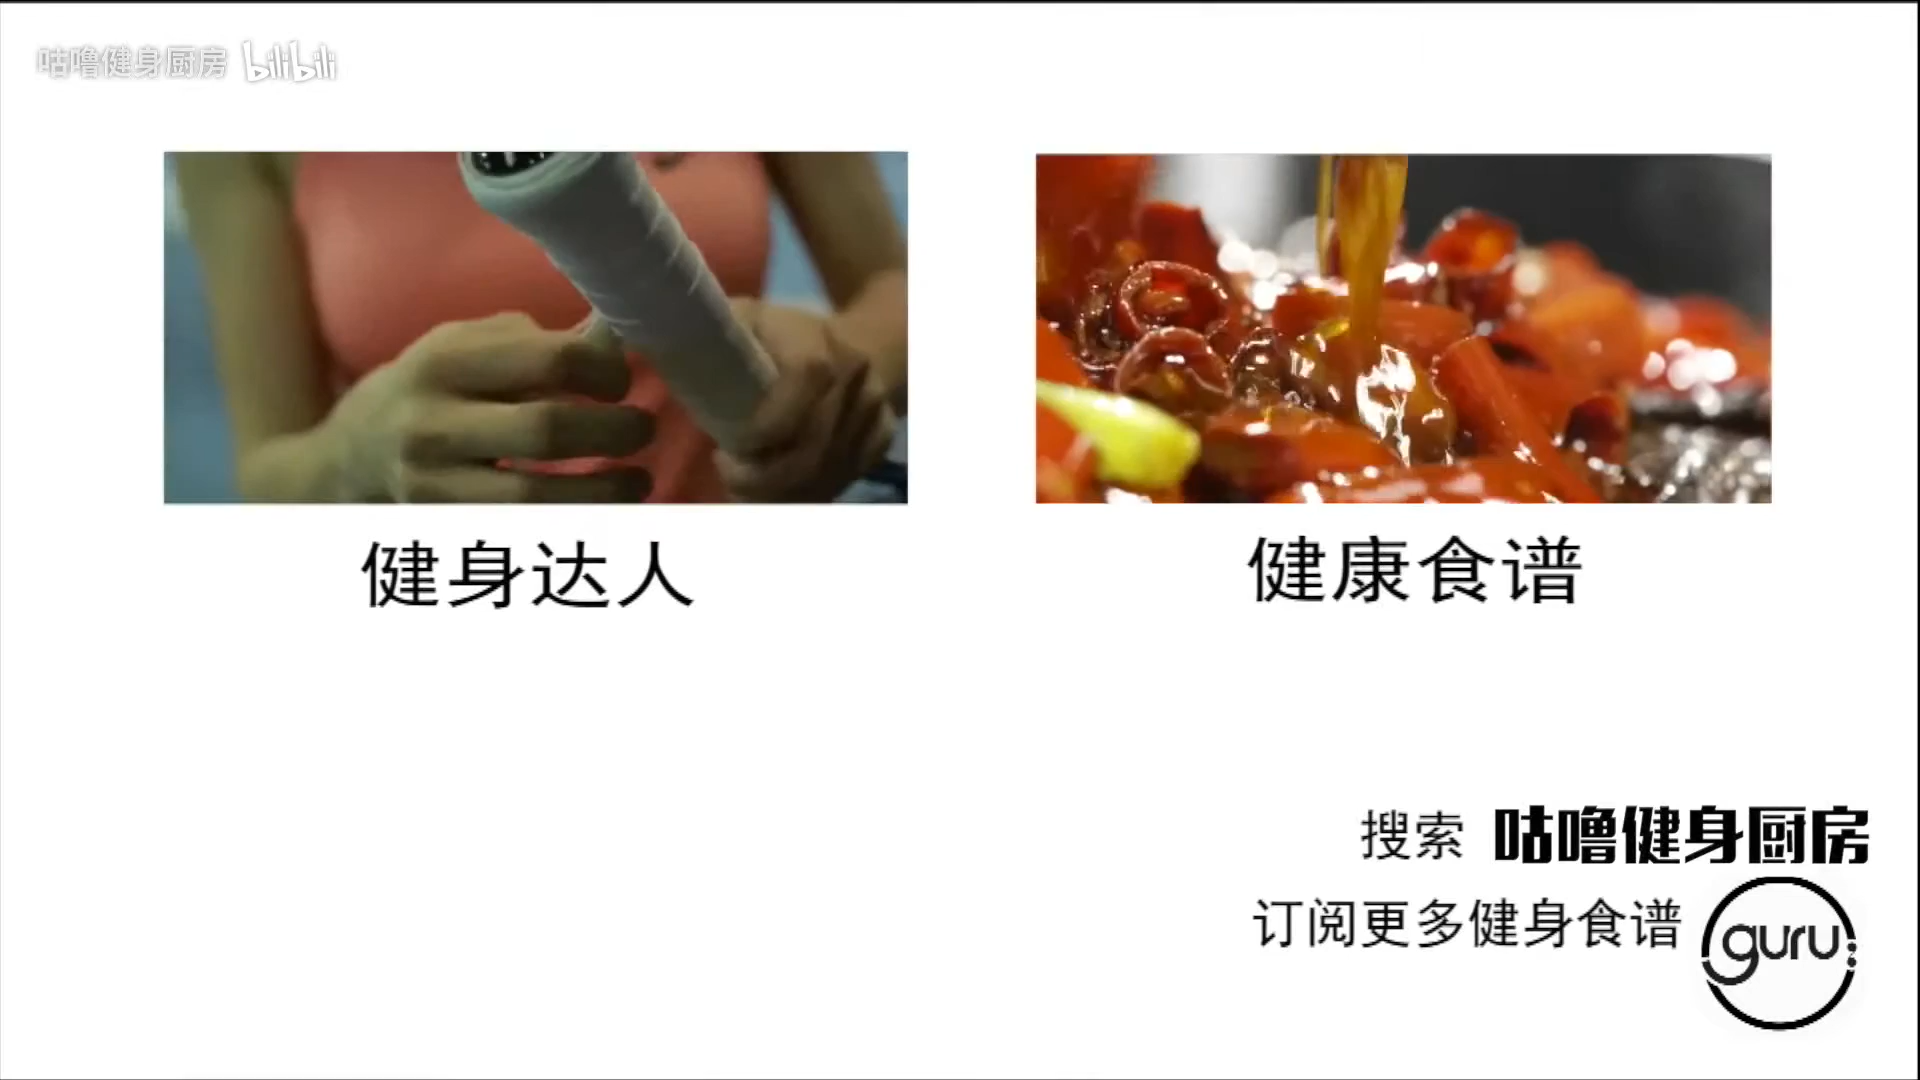 咕噜健身厨房 bilibili
健身达人
健康食谱
搜索 咕噜健身厨房
订阅更多健身食谱
guru: